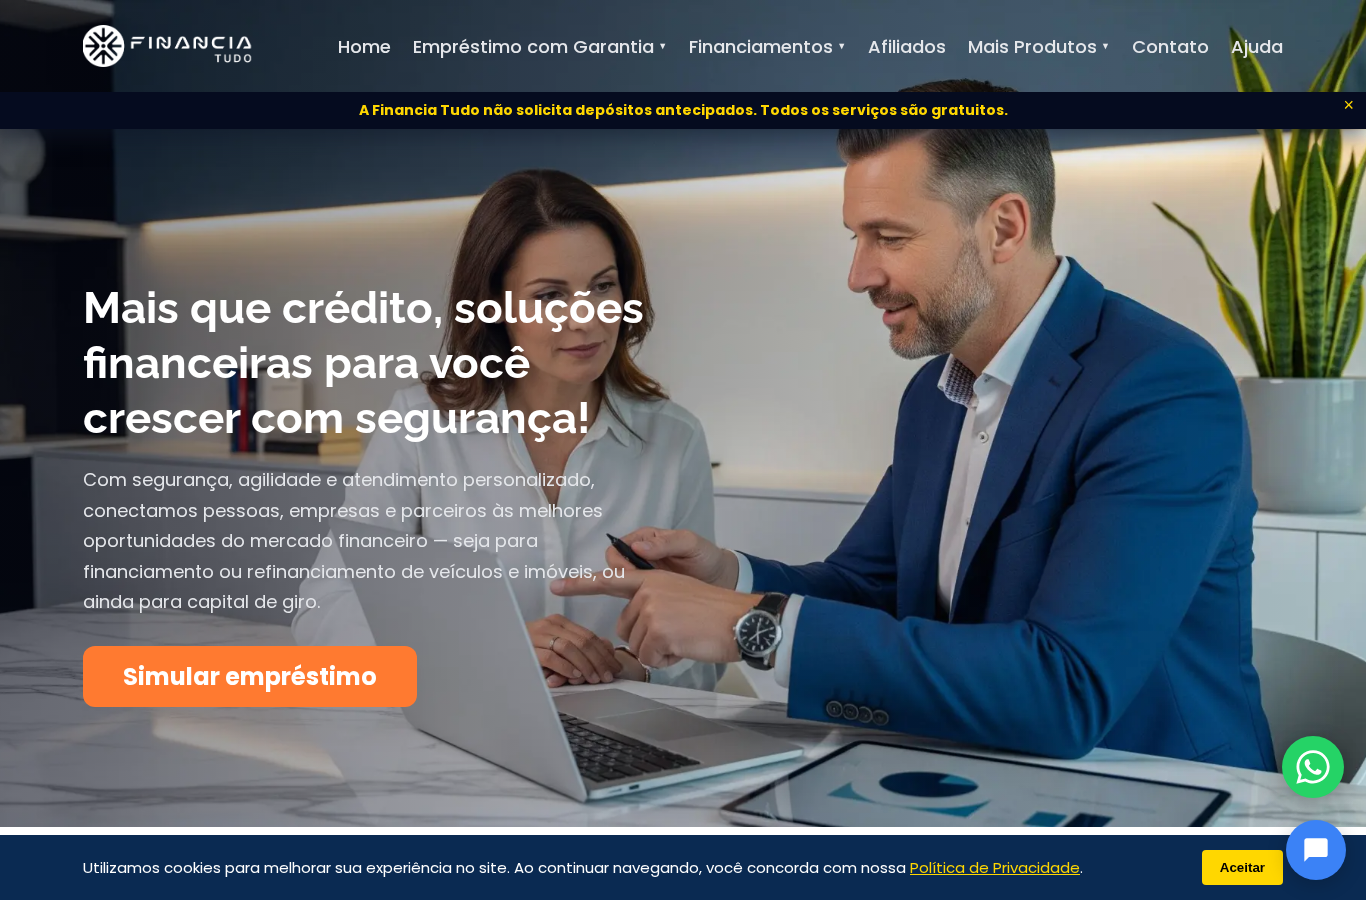 FINANCIA
TUDO
Home
Empréstimo com Garantia ▼
Financiamentos ▼
Afiliados
Mais Produtos ▼
Contato
Ajuda
A Financia Tudo não solicita depósitos antecipados. Todos os serviços são gratuitos.
×
Mais que crédito, soluções
financeiras para você
crescer com segurança!
Com segurança, agilidade e atendimento personalizado,
conectamos pessoas, empresas e parceiros às melhores
oportunidades do mercado financeiro — seja para
financiamento ou refinanciamento de veículos e imóveis, ou
ainda para capital de giro.
Simular empréstimo
Utilizamos cookies para melhorar sua experiência no site. Ao continuar navegando, você concorda com nossa Política de Privacidade.
Aceitar